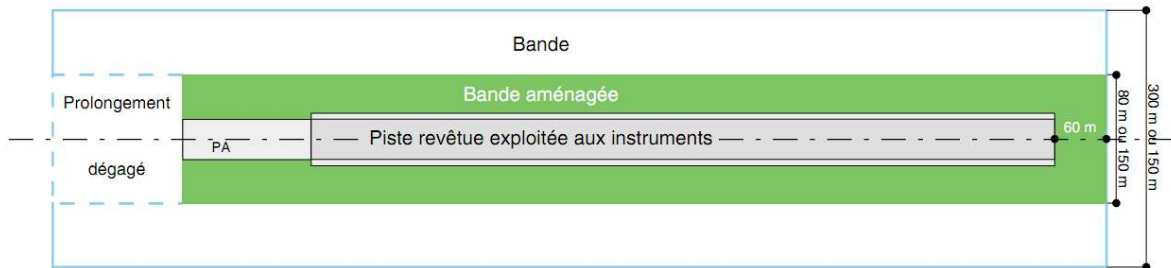 Bande
Bande aménagée
Prolongement
dégagé
PA
Piste revêtue exploitée aux instruments
60 m
80 m ou 150 m
300 m ou 150 m